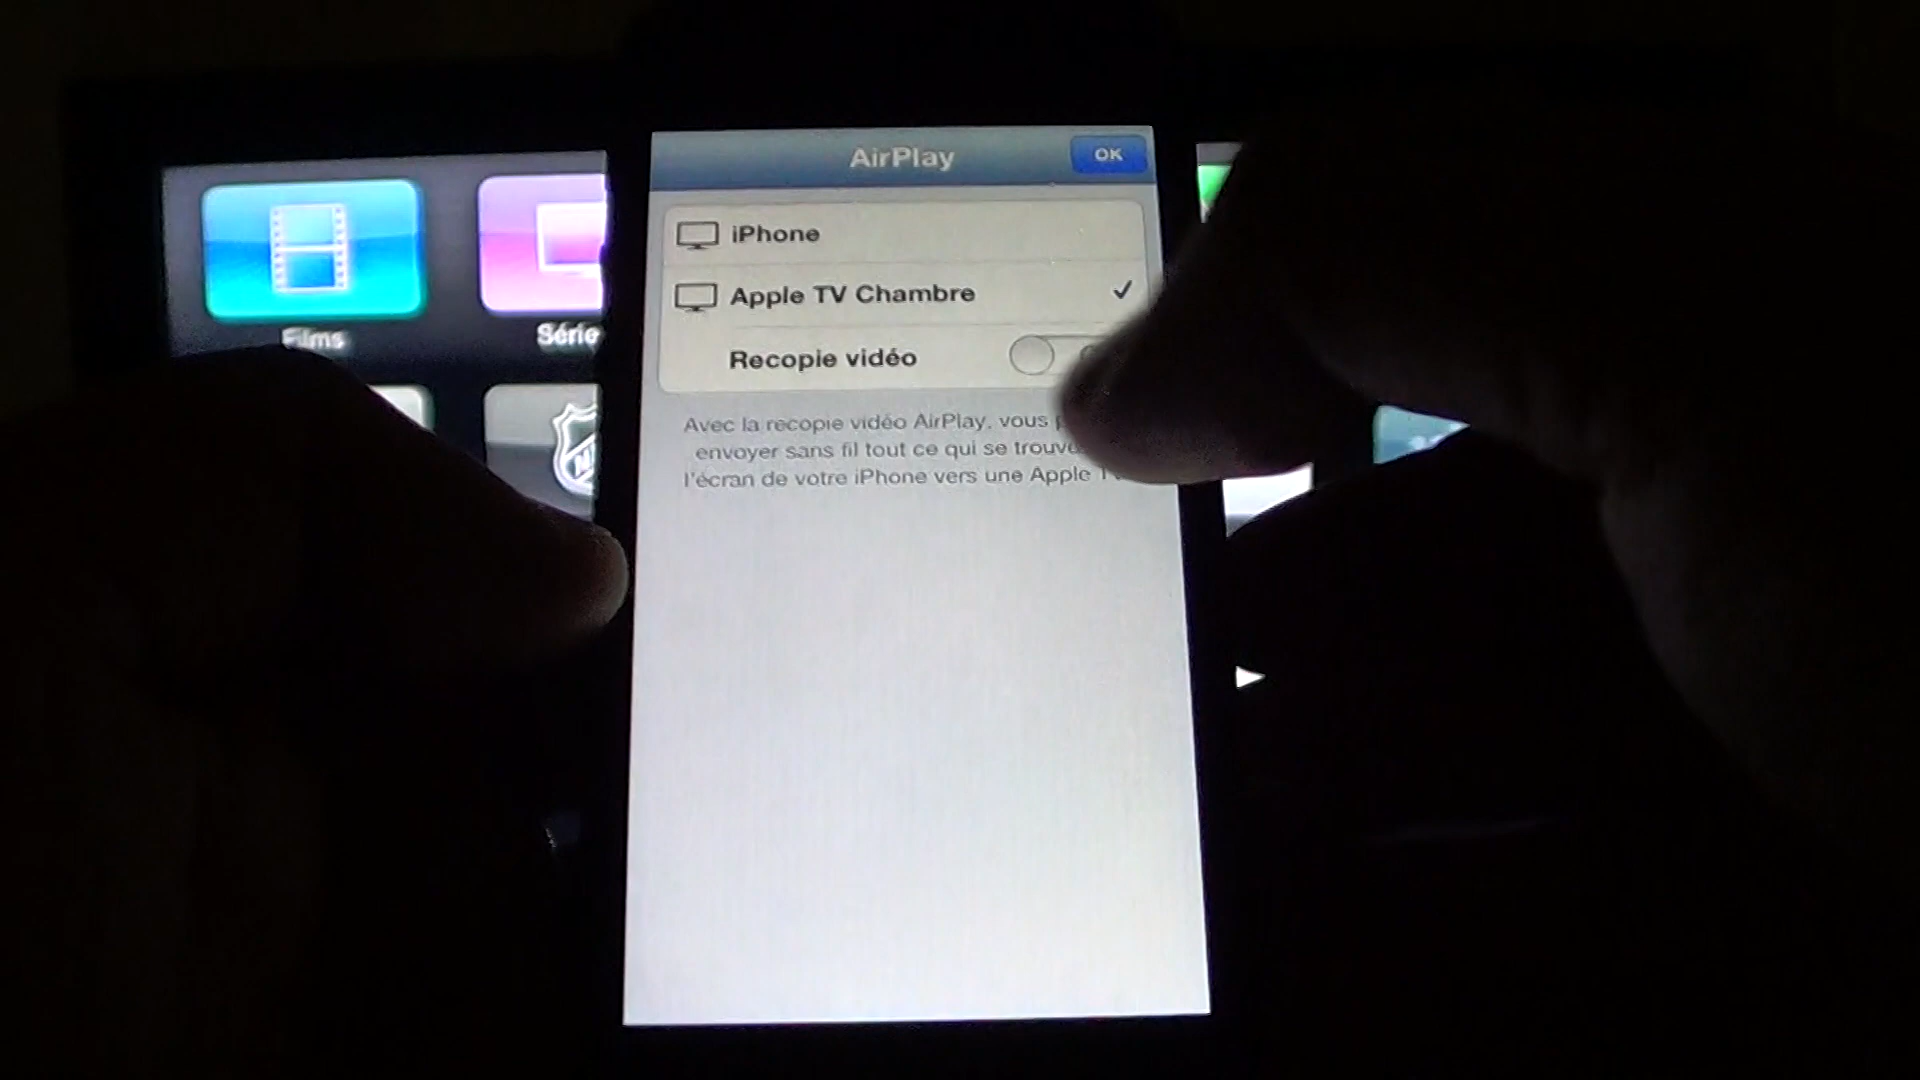 AirPlay
OK
iPhone
Apple TV Chambre
Recopie vidéo
Avec la recopie vidéo AirPlay, vous
envoyer sans fil tout ce qui se trouve
l'écran de votre iPhone vers une Apple
Films
Série